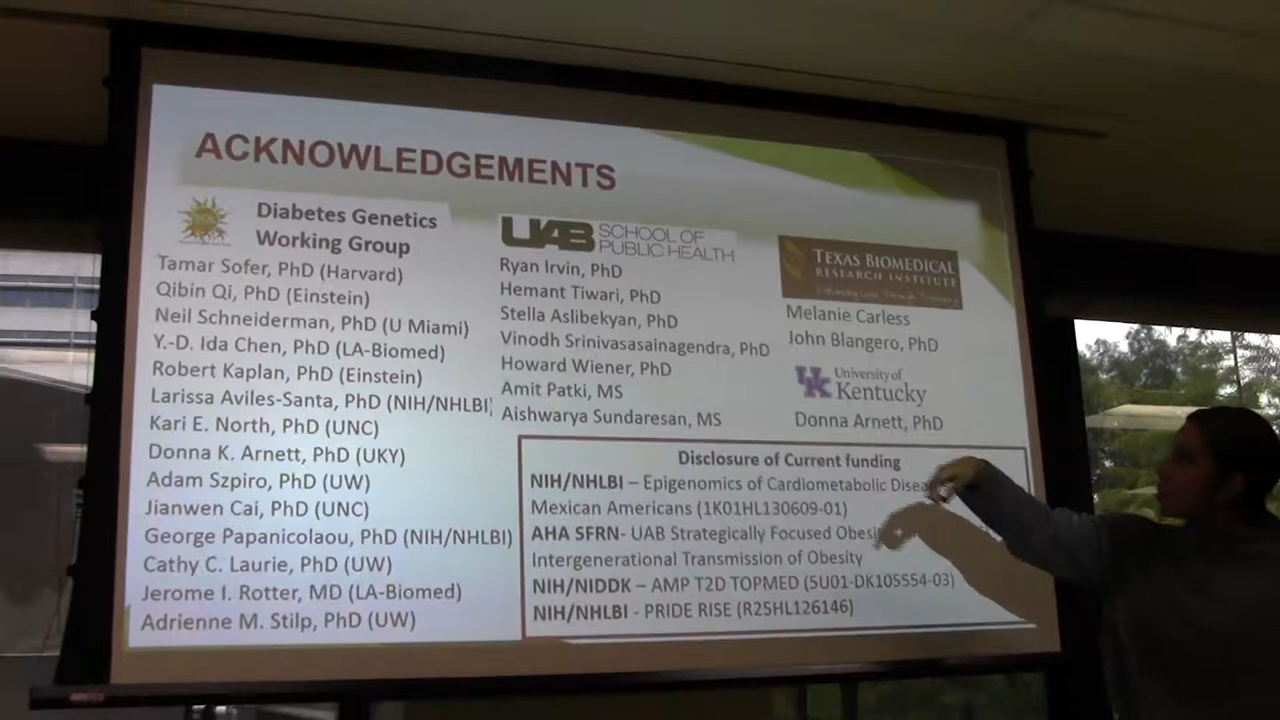 ACKNOWLEDGEMENTS
Diabetes Genetics
Working Group
Tamar Sofer, PhD (Harvard)
Qibin Qi, PhD (Einstein)
Neil Schneiderman, PhD (U Miami)
Y.-D. Ida Chen, PhD (LA-Biomed)
Robert Kaplan, PhD (Einstein)
Larissa Aviles-Santa, PhD (NIH/NHLBI)
Kari E. North, PhD (UNC)
Donna K. Arnett, PhD (UKY)
Adam Szpiro, PhD (UW)
Jianwen Cai, PhD (UNC)
George Papanicolaou, PhD (NIH/NHLBI)
Cathy C. Laurie, PhD (UW)
Jerome I. Rotter, MD (LA-Biomed)
Adrienne M. Stilp, PhD (UW)
UAB SCHOOL OF
PUBLIC HEALTH
Ryan Irvin, PhD
Hemant Tiwari, PhD
Stella Aslibekyan, PhD
Vinodh Srinivasasainagendra, PhD
Howard Wiener, PhD
Amit Patki, MS
Aishwarya Sundaresan, MS
TEXAS BIOMEDICAL
RESEARCH INSTITUTE
Melanie Carless
John Blangero, PhD
UK University of
Kentucky
Donna Arnett, PhD
Disclosure of Current funding
NIH/NHLBI – Epigenomics of Cardiometabolic Disea
Mexican Americans (1K01HL130609-01)
AHA SFRN- UAB Strategically Focused Obesi
Intergenerational Transmission of Obesity
NIH/NIDDK – AMP T2D TOPMED (5U01-DK105554-03)
NIH/NHLBI - PRIDE RISE (R25HL126146)